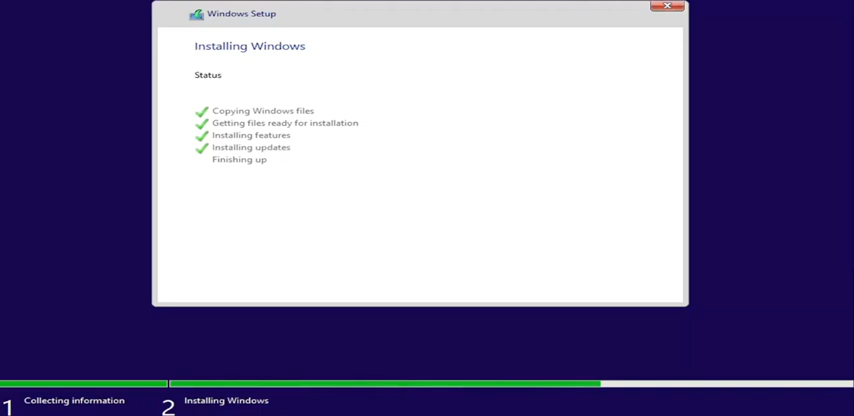 Windows Setup
Installing Windows
Status
Copying Windows files
Getting files ready for installation
Installing features
Installing updates
Finishing up
1 Collecting information
2 Installing Windows